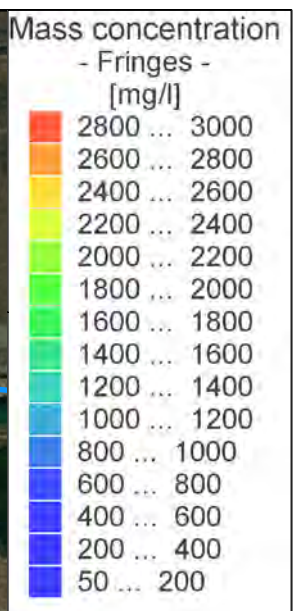 Mass concentration
- Fringes -
[mg/l]
2800 ... 3000
2600 ... 2800
2400 ... 2600
2200 ... 2400
2000 ... 2200
1800 ... 2000
1600 ... 1800
1400 ... 1600
1200 ... 1400
1000 ... 1200
800 ... 1000
600 ... 800
400 ... 600
200 ... 400
50 ... 200